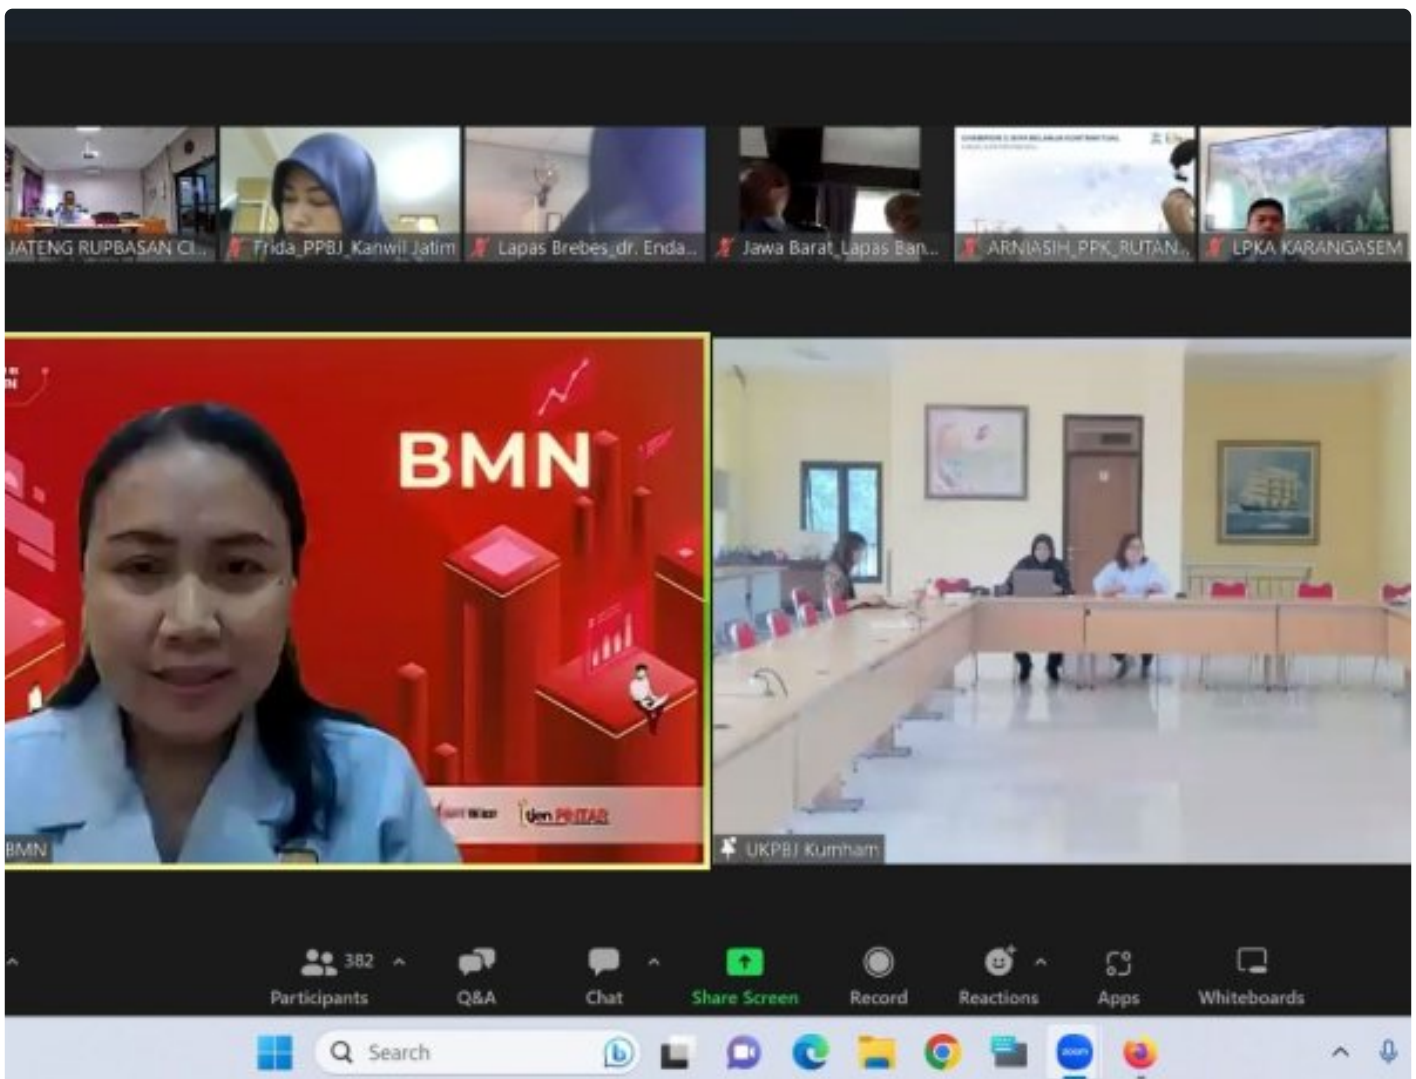 JATENG RUPBASAN CI...
Frida_PPBJ_Kanwil Jatim
Lapas Brebes_dr. Enda...
Jawa Barat_Lapas Ban...
ARNIASIH_PPK_RUTAN...
LPKA KARANGASEM
BMN
BMN
UKPBJ Kumham
382
Participants
Q&A
Chat
Share Screen
Record
Reactions
Apps
Whiteboards
Search
zoom